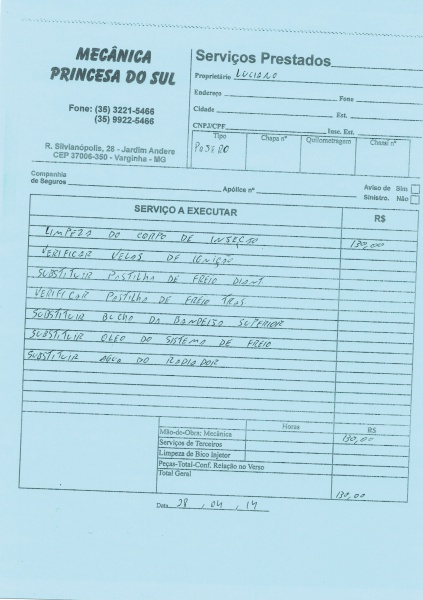 MECÂNICA
PRINCESA DO SUL
Fone: (35) 3221-5466
(35) 9922-5466
R. Silvianópolis, 28 - Jardim Andere
CEP 37006-350 - Varginha - MG
Serviços Prestados
Proprietário LUCIANO
Endereço Fone
Cidade Est.
CNPJ/CPF Insc. Est.
Tipo Chapa nº Quilometragem Chassi nº
Companhia
de Seguros Apólice nº
Aviso de Sim
Sinistro. Não
SERVIÇO A EXECUTAR R$
LIMPEZA DO CORPO DE INJEÇÃO 130,00
VERIFICAR VELAS DE IGNIÇÃO
SUBSTITUIR PASTILHA DE FREIO DIANT
VERIFICAR PASTILHA DE FREIO TRAS
SUBSTITUIR BUCHA DA BANDEJA SUPERIOR
SUBSTITUIR OLEO DO SISTEMA DE FREIO
SUBSTITUIR AGUA DO RADIADOR
Horas R$
Mão-de-Obra: Mecânica 130,00
Serviços de Terceiros
Limpeza de Bico Injetor
Peças-Total-Conf. Relação no Verso
Total Geral 130,00
Data 28, 04, 14